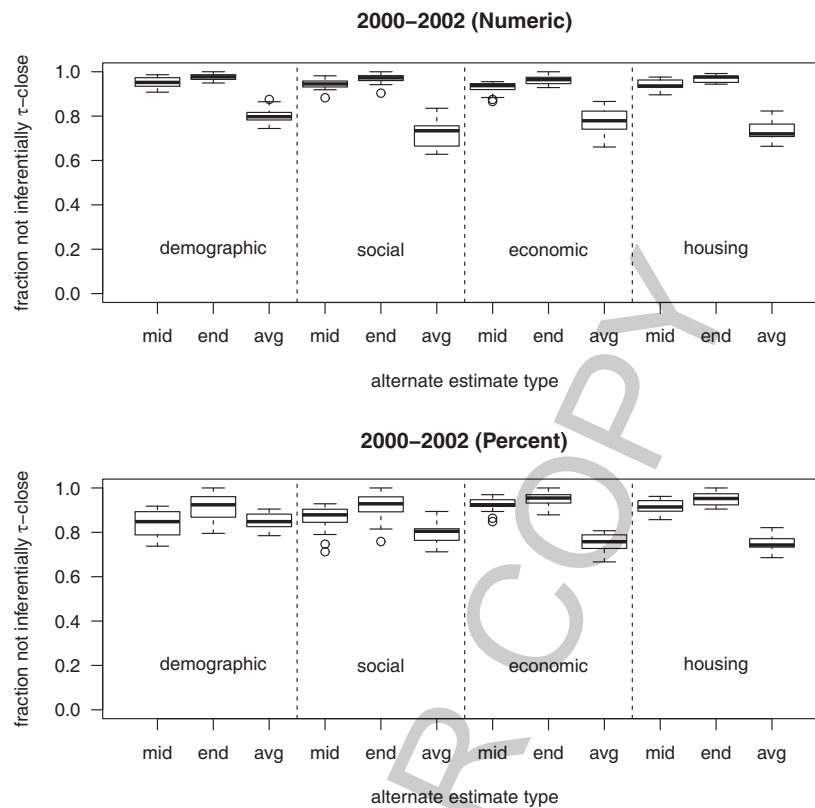 2000−2002 (Numeric)
fraction not inferentially τ−close
1.0
0.8
0.6
0.4
0.2
0.0
demographic social economic housing
mid end avg mid end avg mid end avg mid end avg
alternate estimate type
2000−2002 (Percent)
fraction not inferentially τ−close
1.0
0.8
0.6
0.4
0.2
0.0
demographic social economic housing
mid end avg mid end avg mid end avg mid end avg
alternate estimate type
R COPY